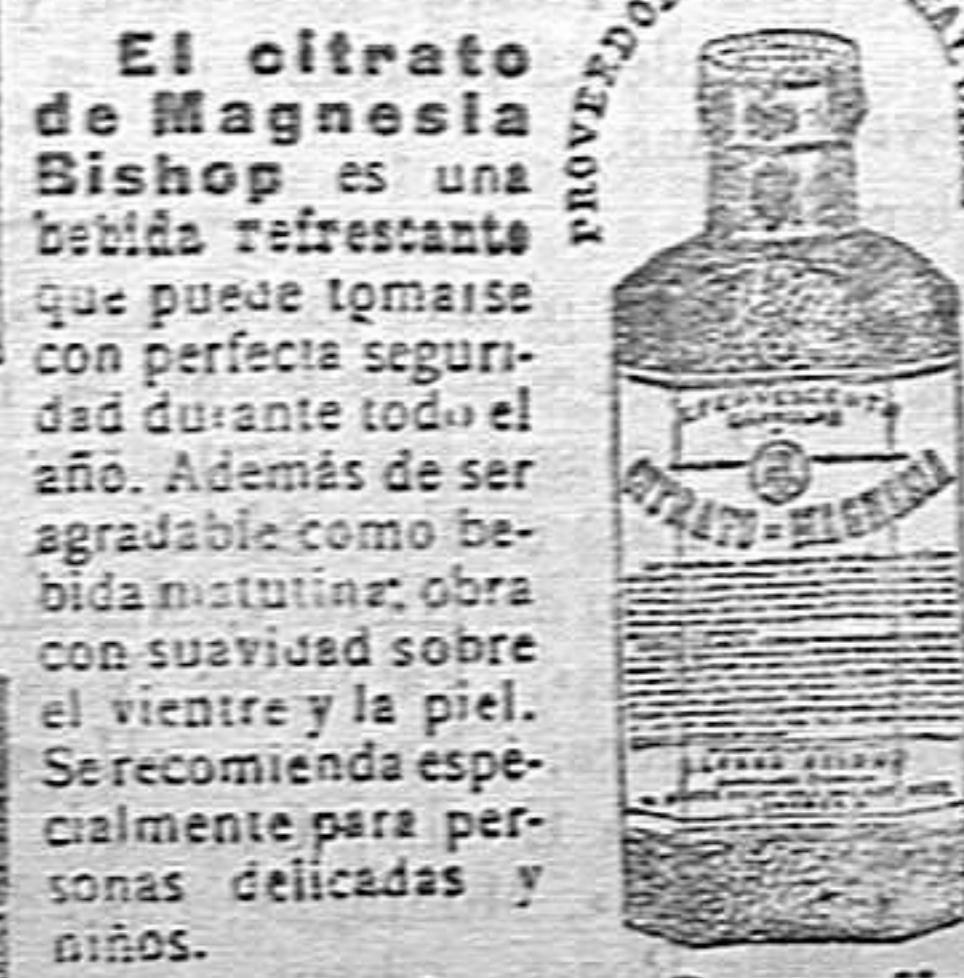 El citrato
de Magnesia
Bishop es una
bebida refrescante
que puede tomarse
con perfecta seguri-
dad durante todo el
año. Además de ser
agradable como be-
bida matutina, obra
con suavidad sobre
el vientre y la piel.
Se recomienda espe-
cialmente para per-
sonas delicadas y
niños.
PROVEEDO
EFERVESCENTE
CITRATO = MAGNESIA